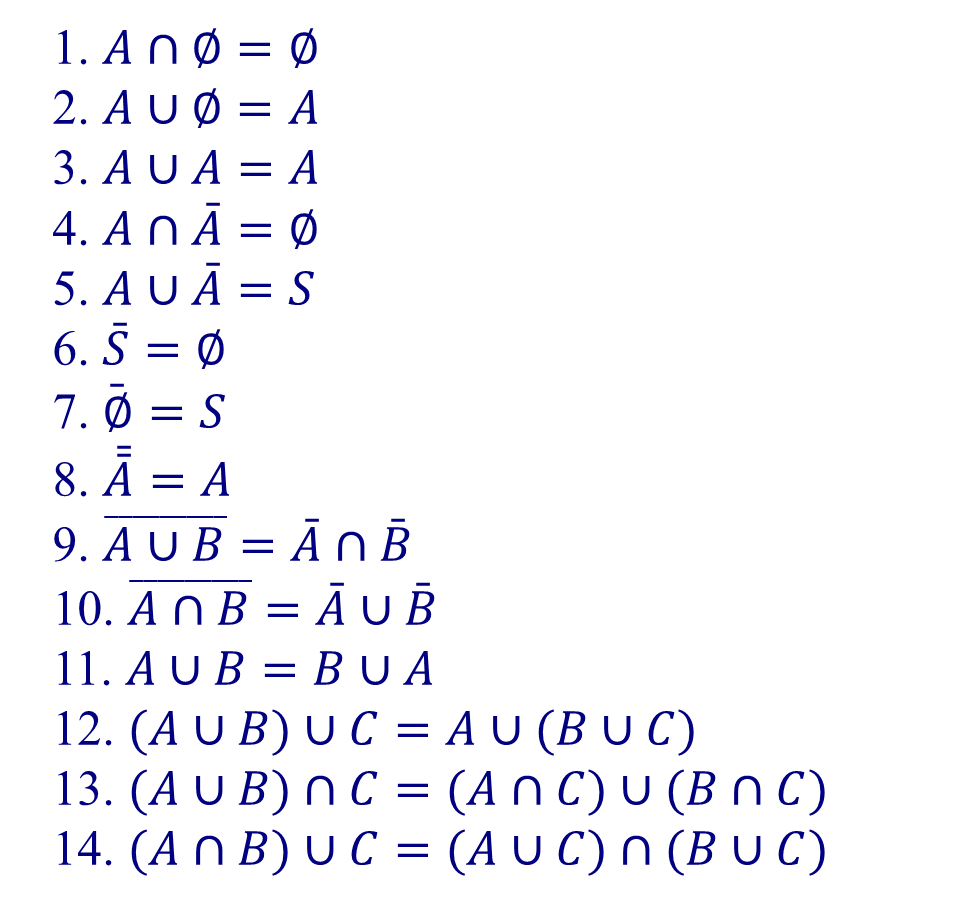 1. A ∩ ∅ = ∅
2. A ∪ ∅ = A
3. A ∪ A = A
4. A ∩ Ā = ∅
5. A ∪ Ā = S
6. S̄ = ∅
7. ∅̄ = S
8. A̿ = A
9. A̅ ̅∪̅ ̅B̅ = Ā ∩ B̄
10. A̅ ̅∩̅ ̅B̅ = Ā ∪ B̄
11. A ∪ B = B ∪ A
12. (A ∪ B) ∪ C = A ∪ (B ∪ C)
13. (A ∪ B) ∩ C = (A ∩ C) ∪ (B ∩ C)
14. (A ∩ B) ∪ C = (A ∪ C) ∩ (B ∪ C)